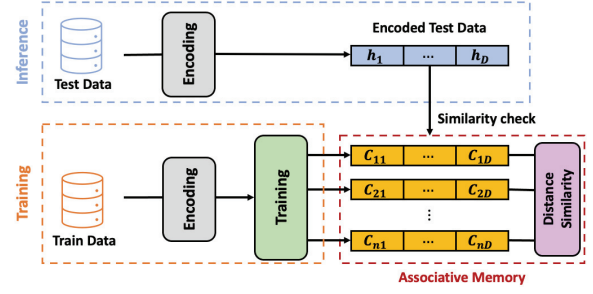 Inference
Test Data
Encoding
Encoded Test Data
h1 ... hD
Similarity check
Training
Train Data
Encoding
Training
C11 ... C1D
C21 ... C2D
⋮
Cn1 ... CnD
Distance
Similarity
Associative Memory